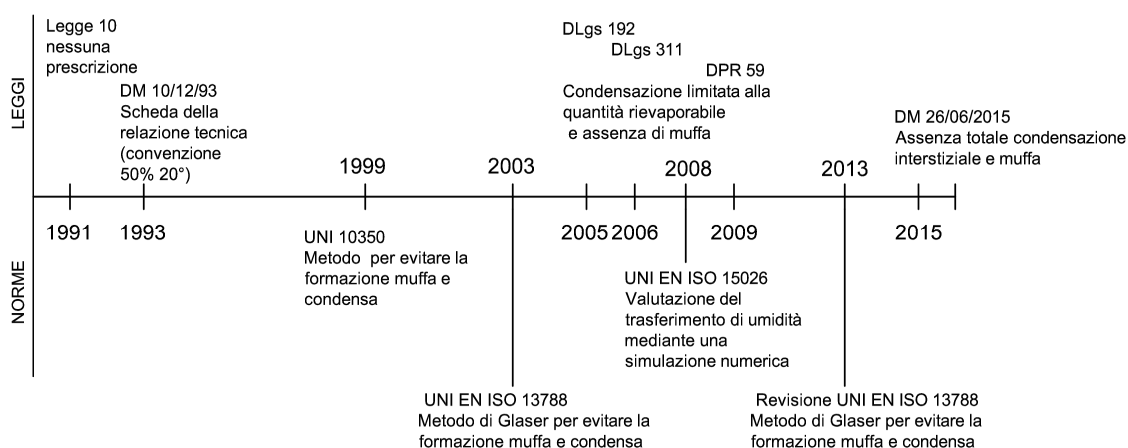 Legge 10
nessuna
prescrizione
DM 10/12/93
Scheda della
relazione tecnica
(convenzione
50% 20°)
DLgs 192
DLgs 311
DPR 59
Condensazione limitata alla
quantità rievaporabile
e assenza di muffa
DM 26/06/2015
Assenza totale condensazione
interstiziale e muffa
LEGGI
1999
2003
2008
2013
1991
1993
2005
2006
2009
2015
NORME
UNI 10350
Metodo per evitare la
formazione muffa e
condensa
UNI EN ISO 15026
Valutazione del
trasferimento di umidità
mediante una
simulazione numerica
UNI EN ISO 13788
Metodo di Glaser per evitare la
formazione muffa e condensa
Revisione UNI EN ISO 13788
Metodo di Glaser per evitare la
formazione muffa e condensa